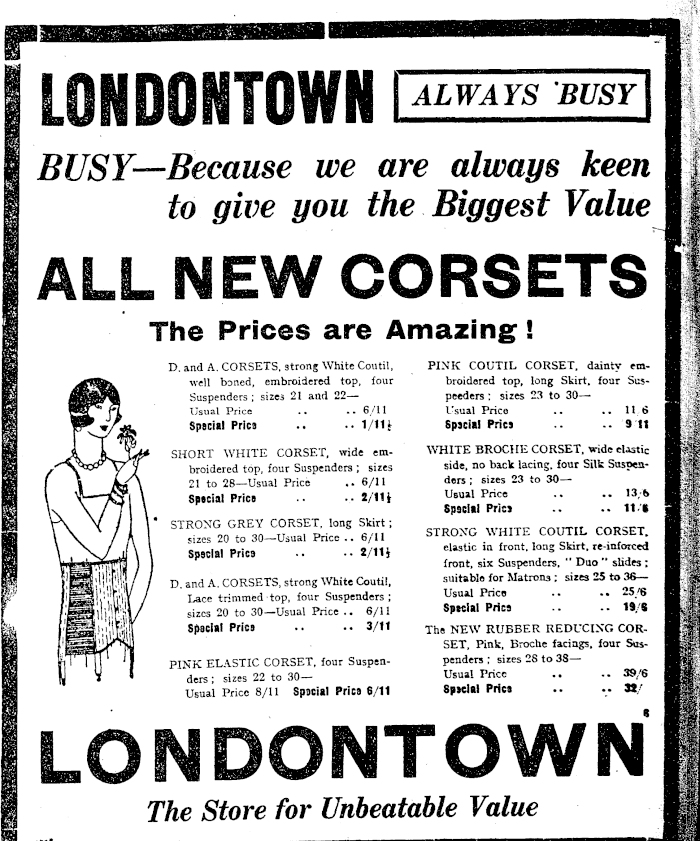 LONDONTOWN
ALWAYS BUSY
BUSY—Because we are always keen
to give you the Biggest Value
ALL NEW CORSETS
The Prices are Amazing!
D. and A. CORSETS, strong White Coutil,
well boned, embroidered top, four
Suspenders; sizes 21 and 22—
Usual Price .. .. 6/11
Special Price .. .. 1/11½
SHORT WHITE CORSET, wide em-
broidered top, four Suspenders; sizes
21 to 28—Usual Price .. 6/11
Special Price .. .. 2/11½
STRONG GREY CORSET, long Skirt;
sizes 20 to 30—Usual Price .. 6/11
Special Price .. .. 2/11½
D. and A. CORSETS, strong White Coutil,
Lace trimmed top, four Suspenders;
sizes 20 to 30—Usual Price .. 6/11
Special Price .. .. 3/11
PINK ELASTIC CORSET, four Suspen-
ders; sizes 22 to 30—
Usual Price 8/11 Special Price 6/11
PINK COUTIL CORSET, dainty em-
broidered top, long Skirt, four Sus-
peeders; sizes 23 to 30—
Usual Price .. .. 11 6
Special Price .. .. 9 11
WHITE BROCHE CORSET, wide elastic
side, no back lacing, four Silk Suspen-
ders; sizes 23 to 30—
Usual Price .. .. 13/6
Special Price .. .. 11/6
STRONG WHITE COUTIL CORSET,
elastic in front, long Skirt, re-inforced
front, six Suspenders, "Duo" slides;
suitable for Matrons; sizes 25 to 36—
Usual Price .. .. 25/6
Special Price .. .. 19/6
The NEW RUBBER REDUCING COR-
SET, Pink, Broche facings, four Sus-
penders; sizes 28 to 38—
Usual Price .. .. 39/6
Special Price .. .. 32/
6
LONDONTOWN
The Store for Unbeatable Value